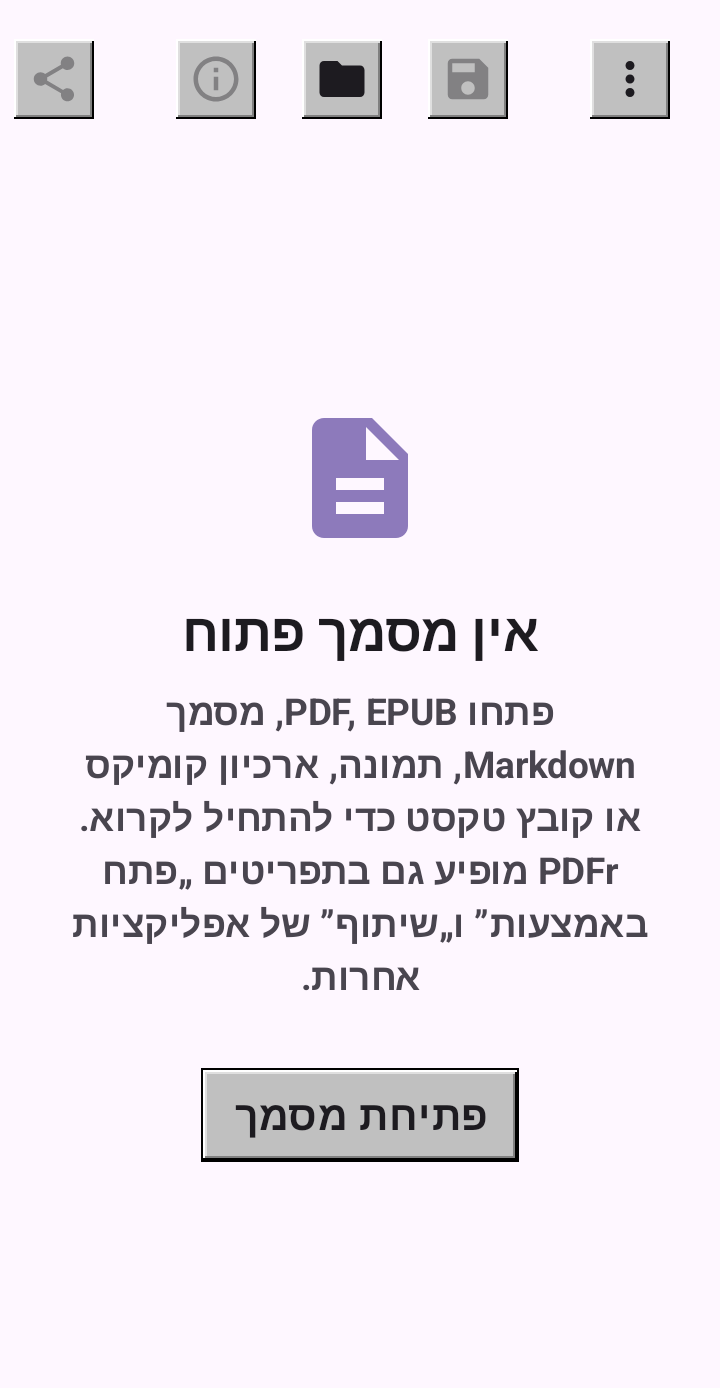 אין מסמך פתוח
פתחו PDF, EPUB, מסמך
Markdown, תמונה, ארכיון קומיקס
או קובץ טקסט כדי להתחיל לקרוא.
PDFr מופיע גם בתפריטים „פתח
באמצעות” ו„שיתוף” של אפליקציות
אחרות.
פתיחת מסמך